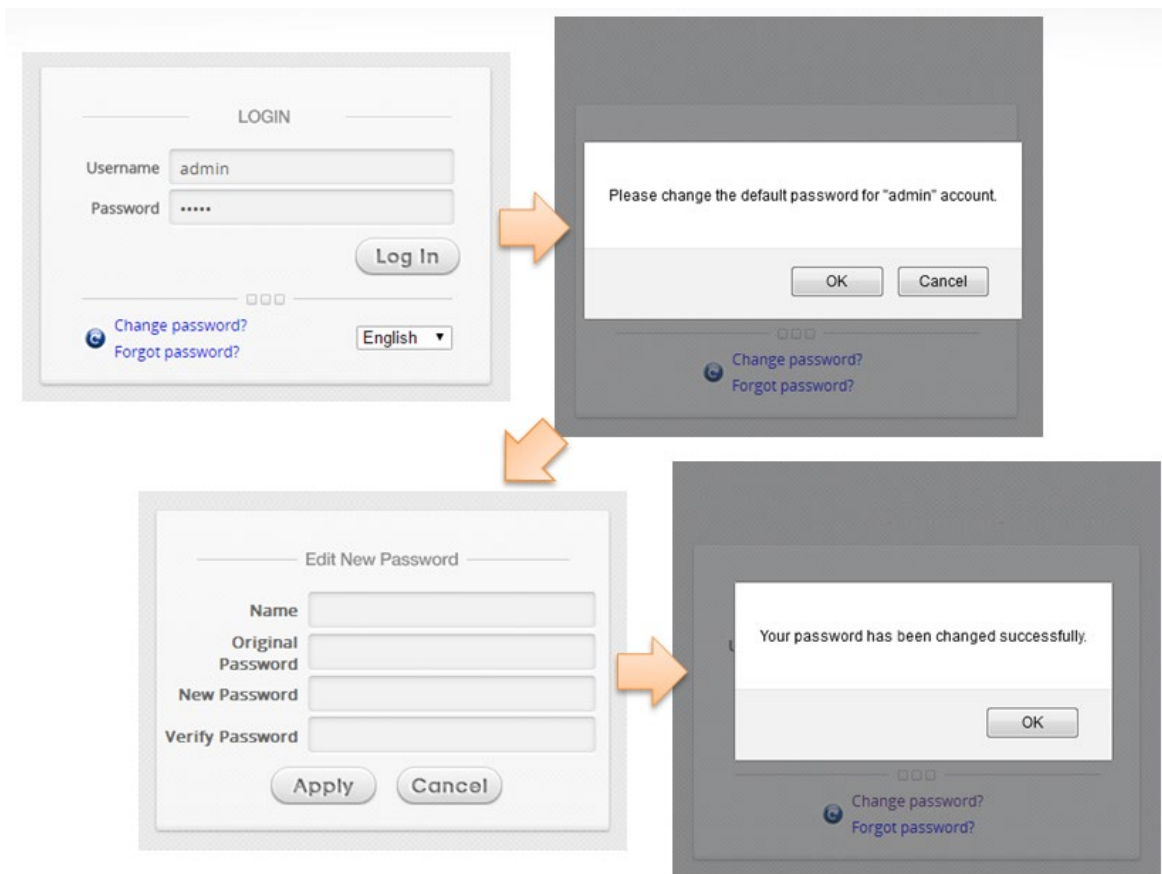 LOGIN
Username admin
Password •••••
Log In
Change password?
Forgot password?
English
Please change the default password for "admin" account.
OK Cancel
Change password?
Forgot password?
Edit New Password
Name
Original
Password
New Password
Verify Password
Apply Cancel
Your password has been changed successfully.
OK
Change password?
Forgot password?